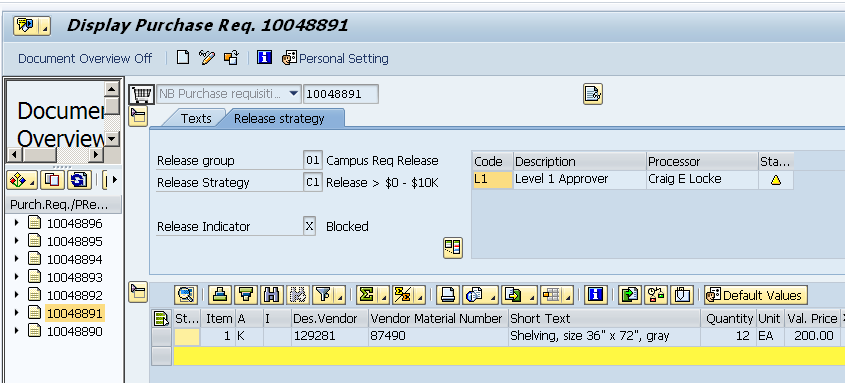 Display Purchase Req. 10048891
Document Overview Off Personal Setting
Documen
Overview
NB Purchase requisiti... 10048891
Texts Release strategy
Release group 01 Campus Req Release
Release Strategy C1 Release > $0 - $10K
Release Indicator X Blocked
Code Description Processor Sta...
L1 Level 1 Approver Craig E Locke
Purch.Req./PRe...
10048896
10048895
10048894
10048893
10048892
10048891
10048890
Default Values
St... Item A I Des.Vendor Vendor Material Number Short Text Quantity Unit Val. Price
1 K 129281 87490 Shelving, size 36" x 72", gray 12 EA 200.00